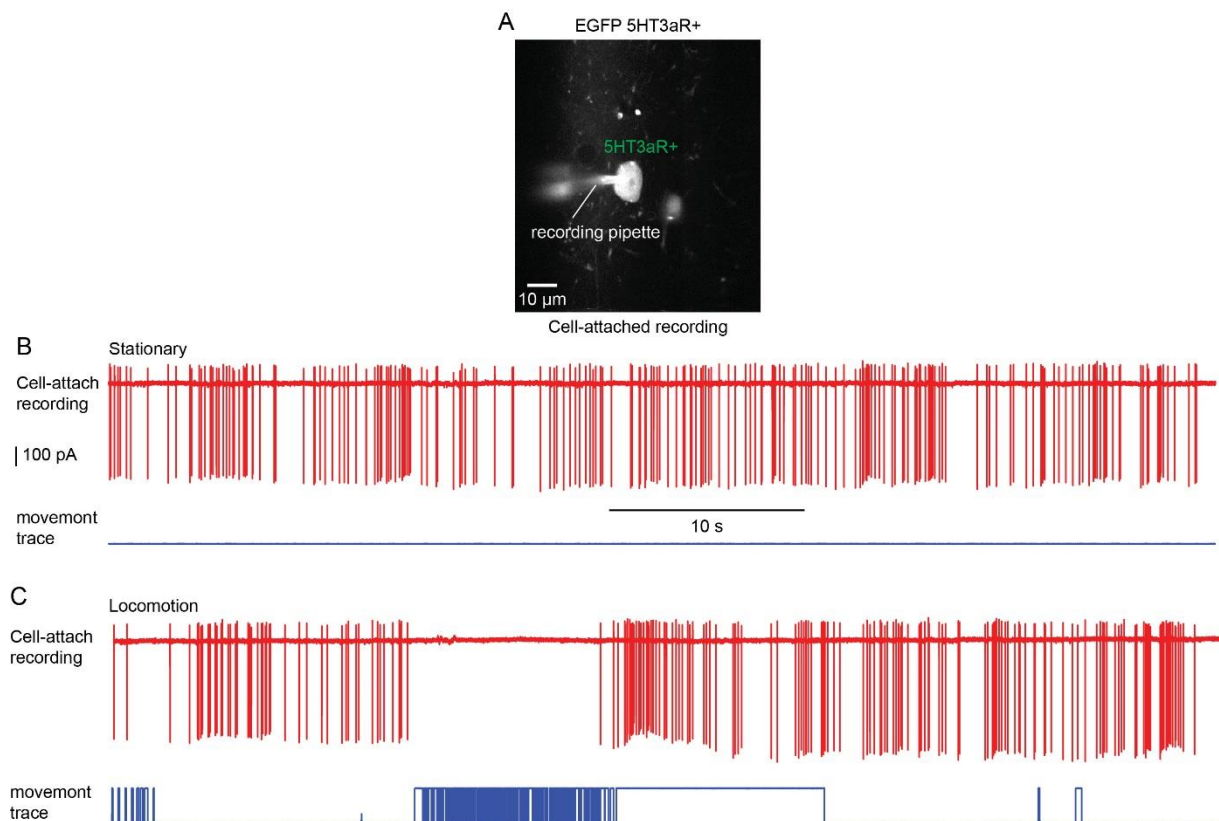 A
EGFP 5HT3aR+
5HT3aR+
recording pipette
10 µm
Cell-attached recording
B
Stationary
Cell-attach
recording
100 pA
10 s
movemont
trace
C
Locomotion
Cell-attach
recording
movemont
trace